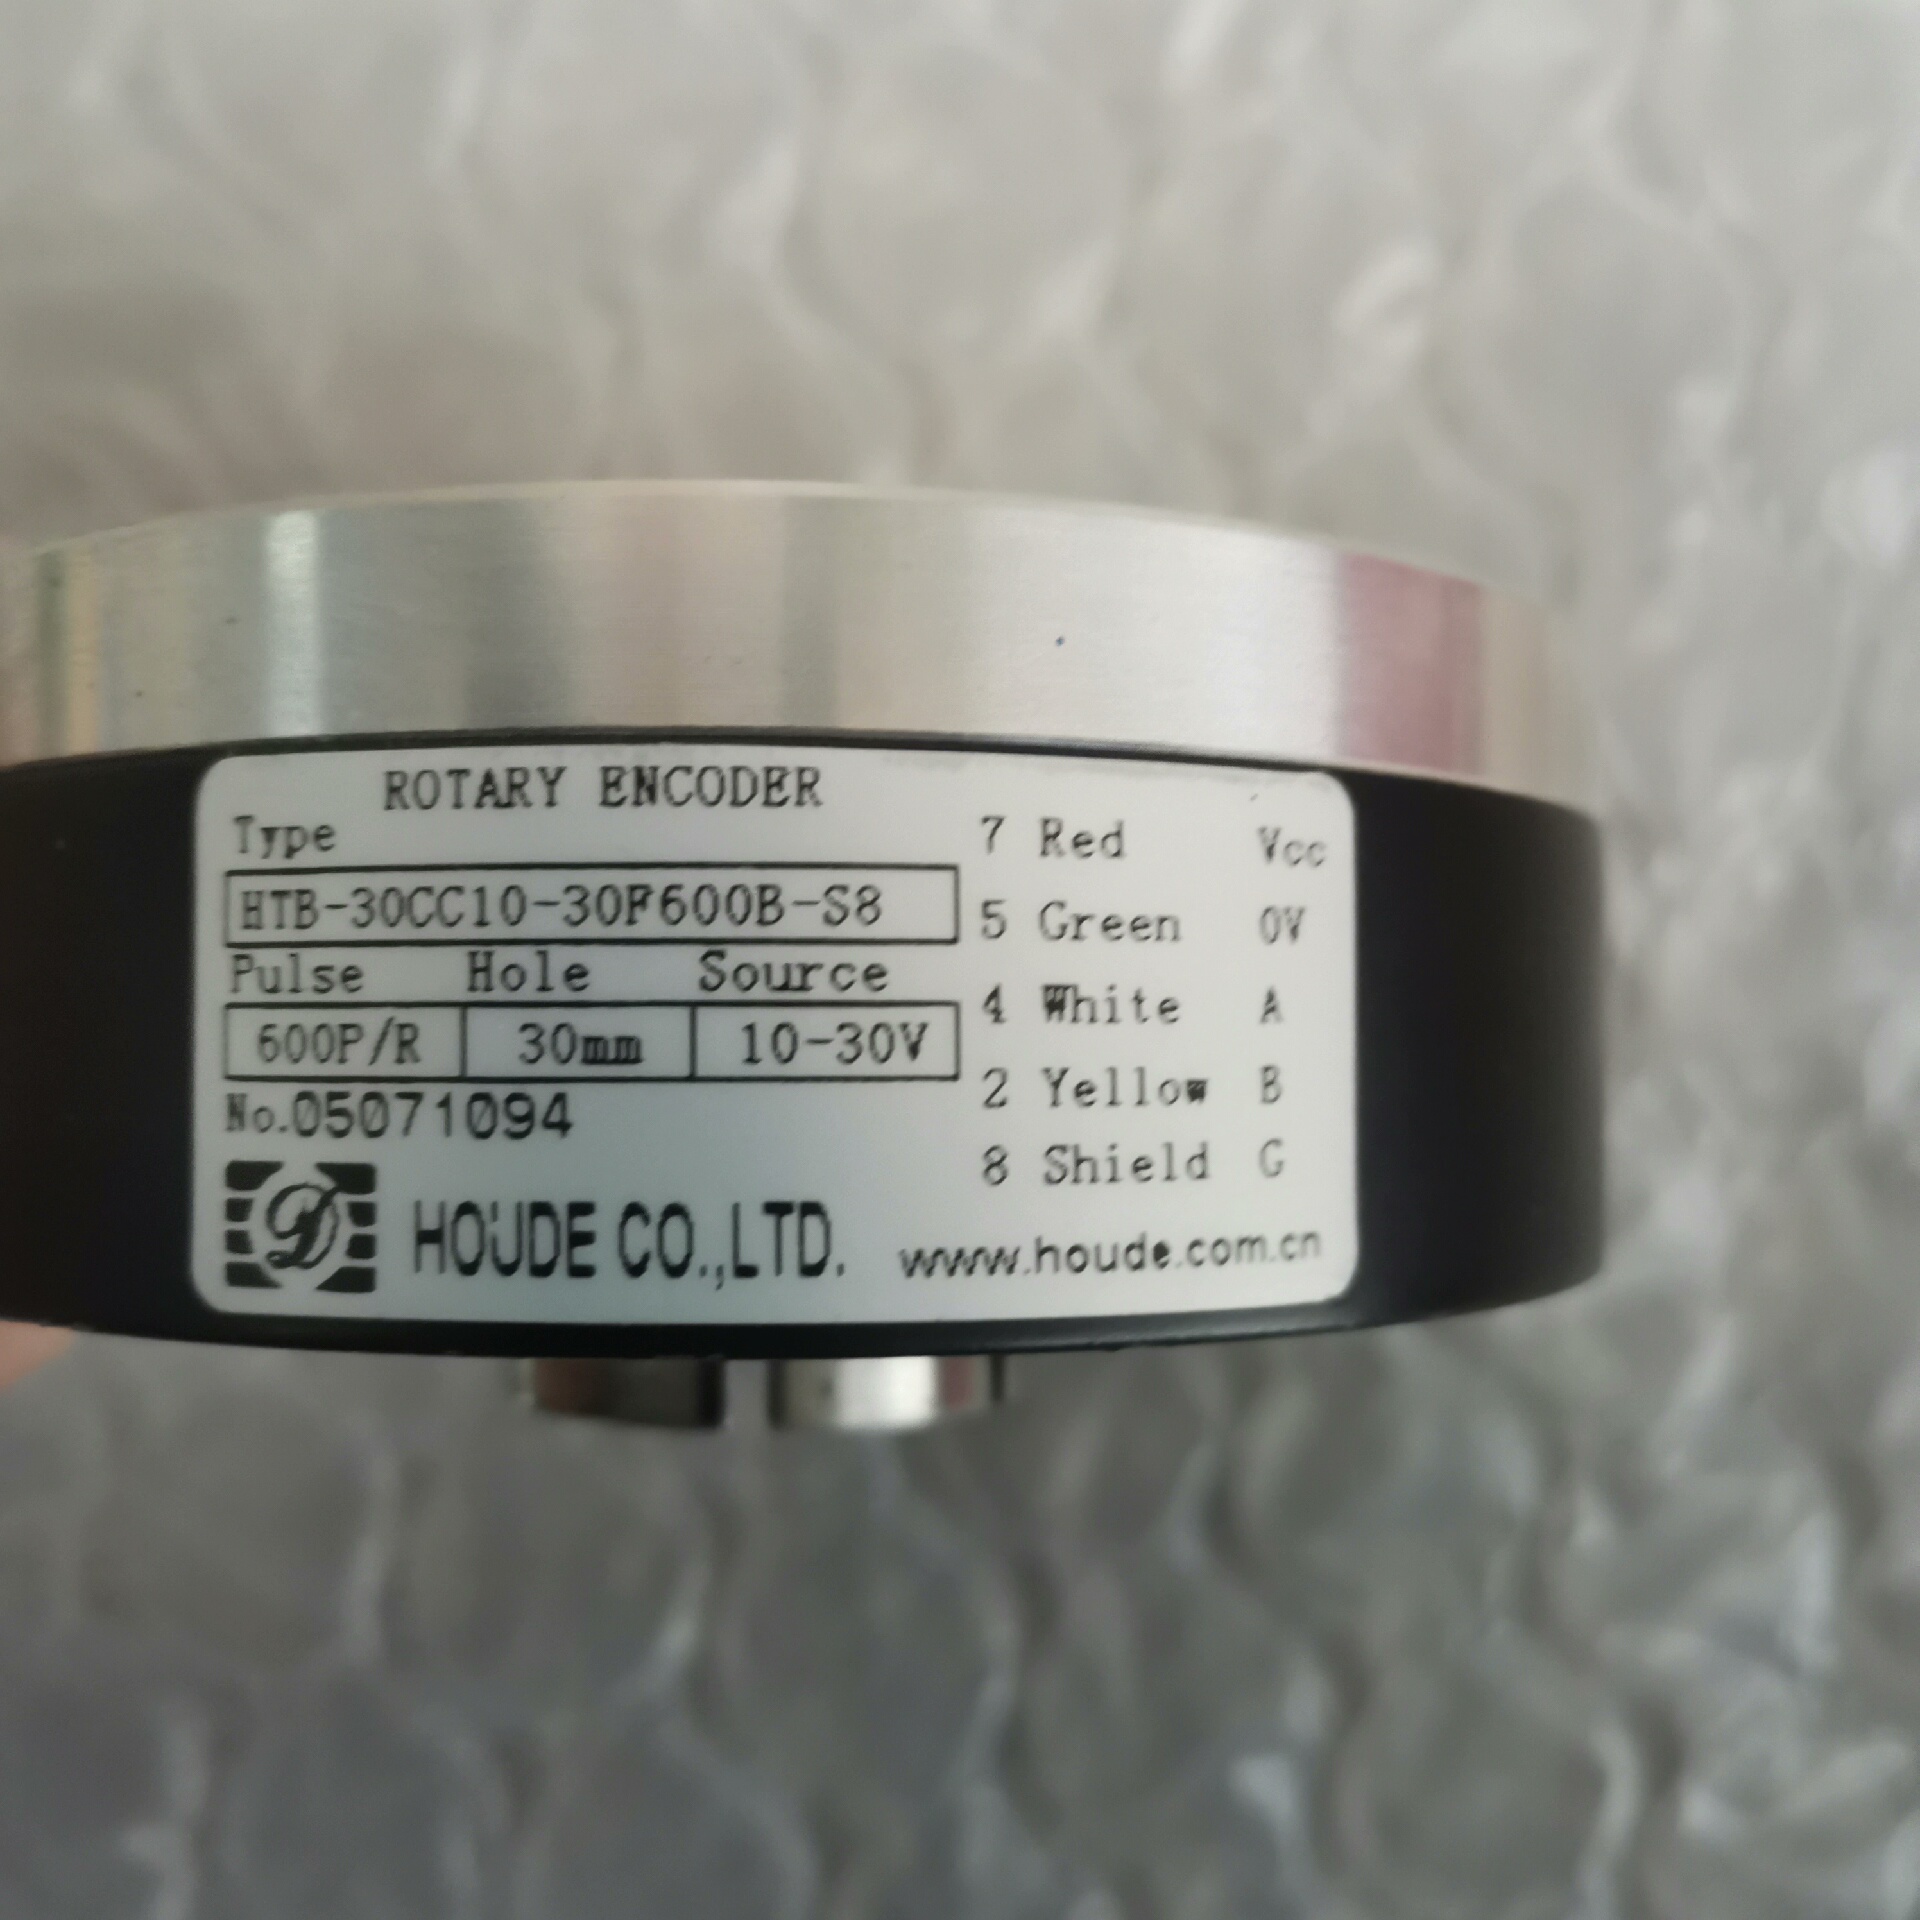 ROTARY ENCODER
Type
HTB-30CC10-30F600B-S8
Pulse Hole Source
600P/R 30mm 10-30V
No.05071094
HOUDE CO.,LTD.
7 Red Vcc
5 Green 0V
4 White A
2 Yellow B
8 Shield G
www.houde.com.cn